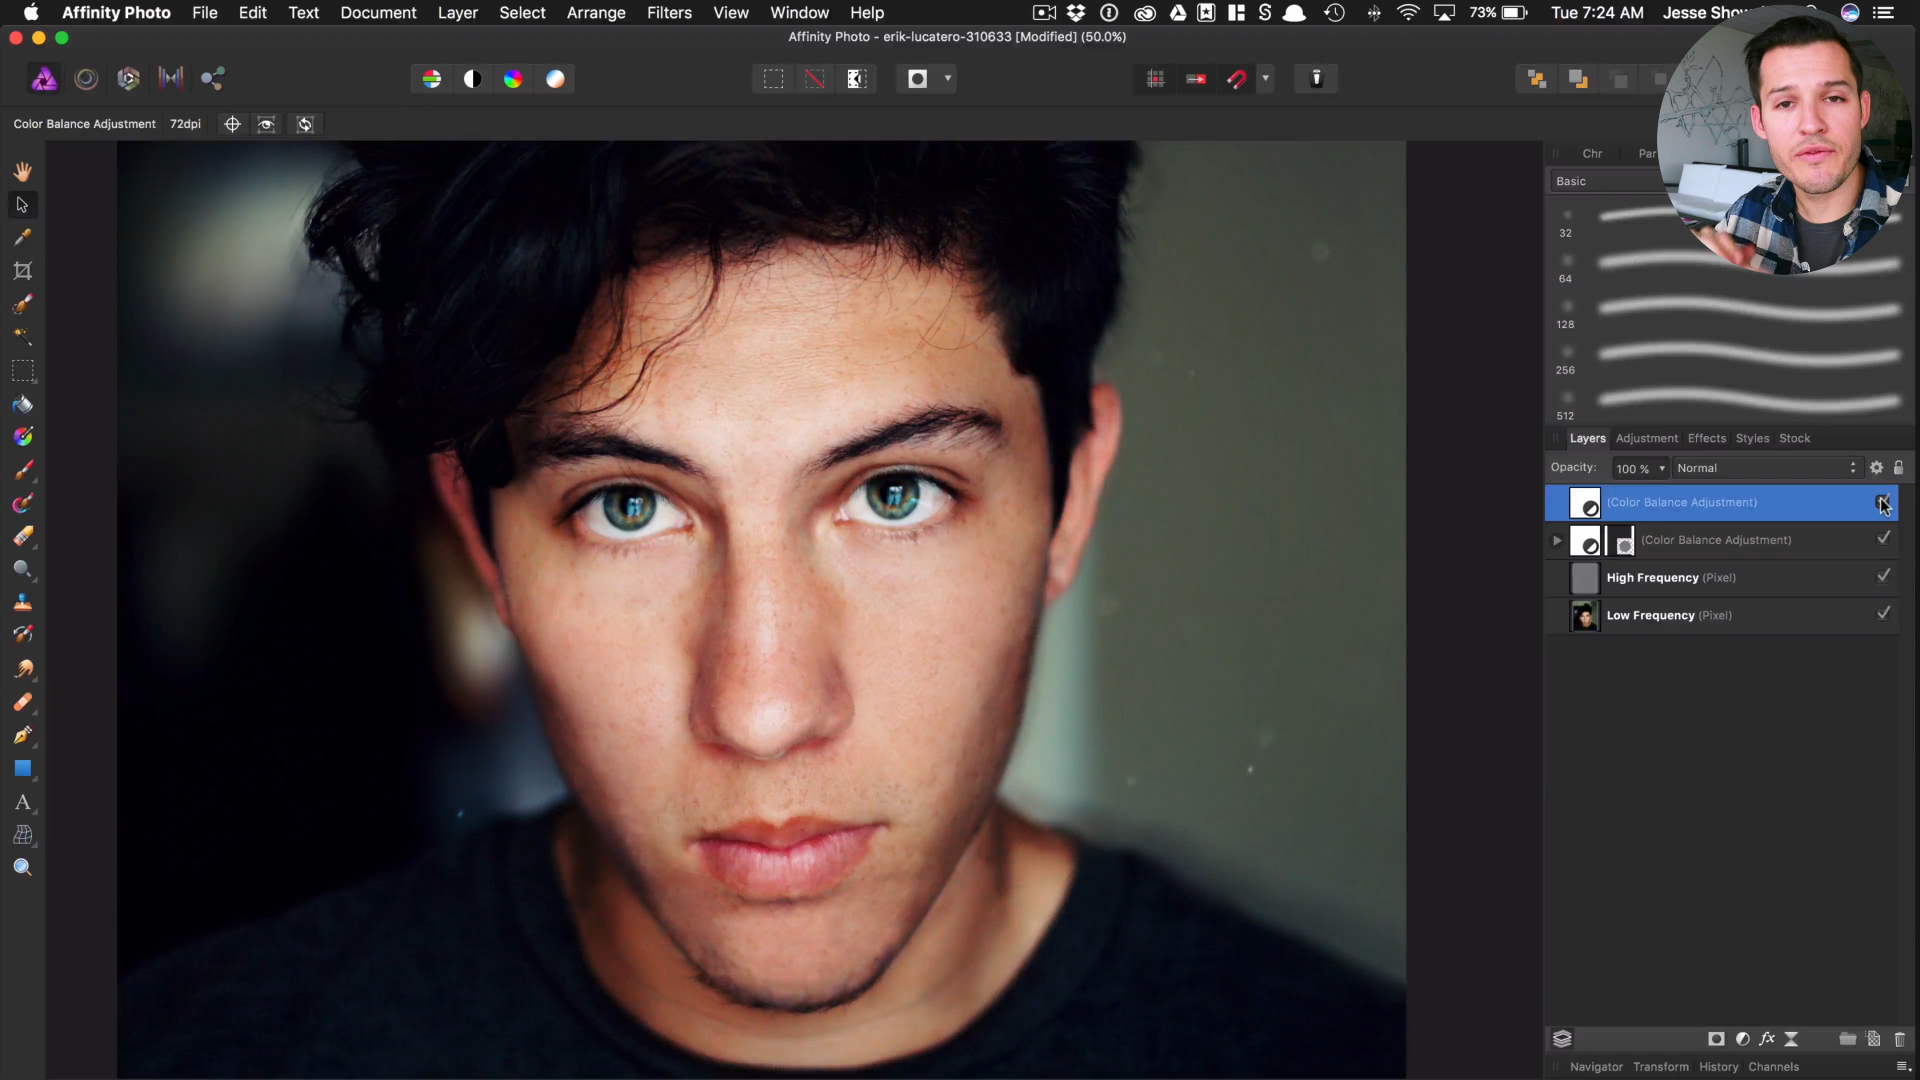 Affinity Photo File Edit Text Document Layer Select Arrange Filters View Window Help 73% Tue 7:24 AM Jesse Show
Affinity Photo - erik-lucatero-310633 [Modified] (50.0%)
Color Balance Adjustment 72dpi
Chr Par
Basic
32
64
128
256
512
Layers Adjustment Effects Styles Stock
Opacity: 100 % Normal
(Color Balance Adjustment)
(Color Balance Adjustment)
High Frequency (Pixel)
Low Frequency (Pixel)
fx
Navigator Transform History Channels